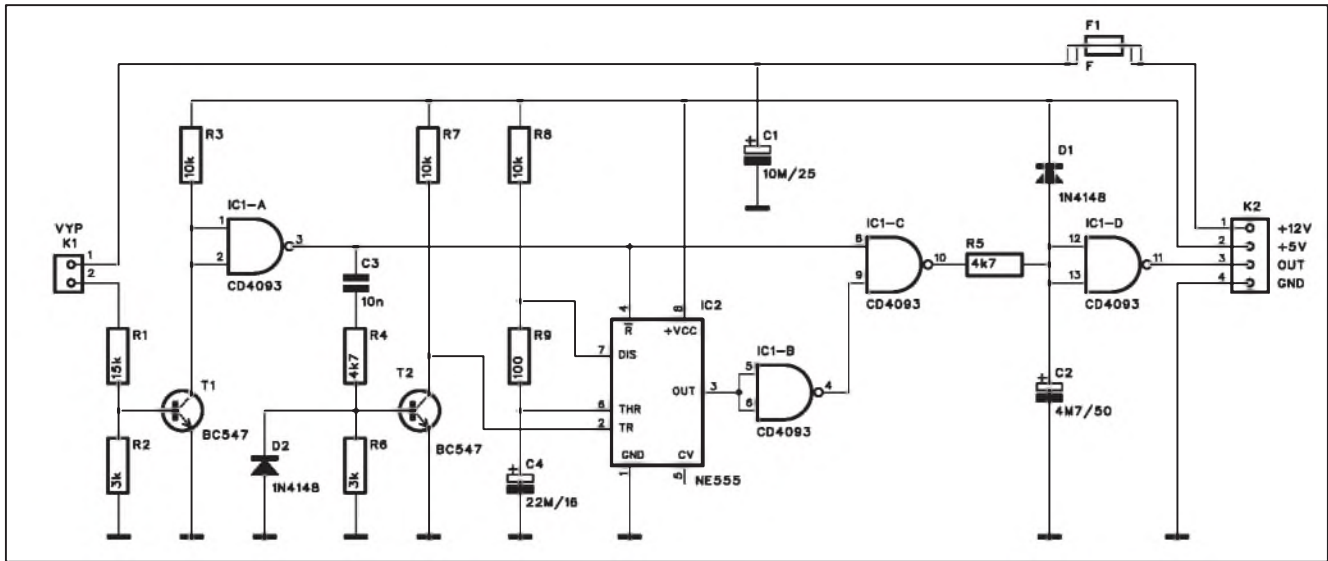 F1
F
R3
10k
R7
10k
R8
10k
C1
+
10M/25
D1
1N4148
K2
1 +12V
2 +5V
3 OUT
4 GND
VYP
K1
1
2
IC1-A
1
2
3
CD4093
IC1-C
8
9
10
CD4093
R5
4k7
IC1-D
12
13
11
CD4093
C3
10n
R1
15k
R4
4k7
R9
100
IC2
4
8
R
+VCC
7
DIS
OUT
3
6
THR
2
TR
GND
CV
1
5
NE555
IC1-B
5
6
4
CD4093
C2
+
4M7/50
T1
BC547
T2
BC547
R2
3k
D2
1N4148
R6
3k
C4
+
22M/16